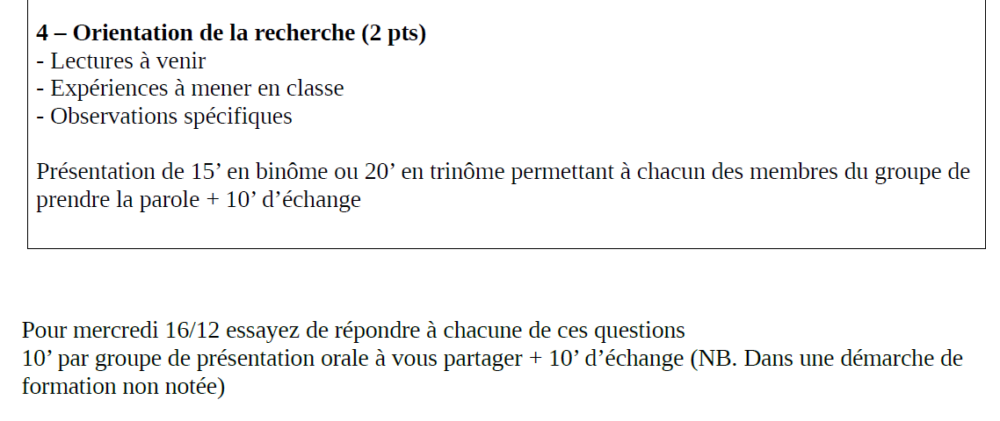 4 – Orientation de la recherche (2 pts)
- Lectures à venir
- Expériences à mener en classe
- Observations spécifiques
Présentation de 15’ en binôme ou 20’ en trinôme permettant à chacun des membres du groupe de
prendre la parole + 10’ d’échange
Pour mercredi 16/12 essayez de répondre à chacune de ces questions
10’ par groupe de présentation orale à vous partager + 10’ d’échange (NB. Dans une démarche de
formation non notée)